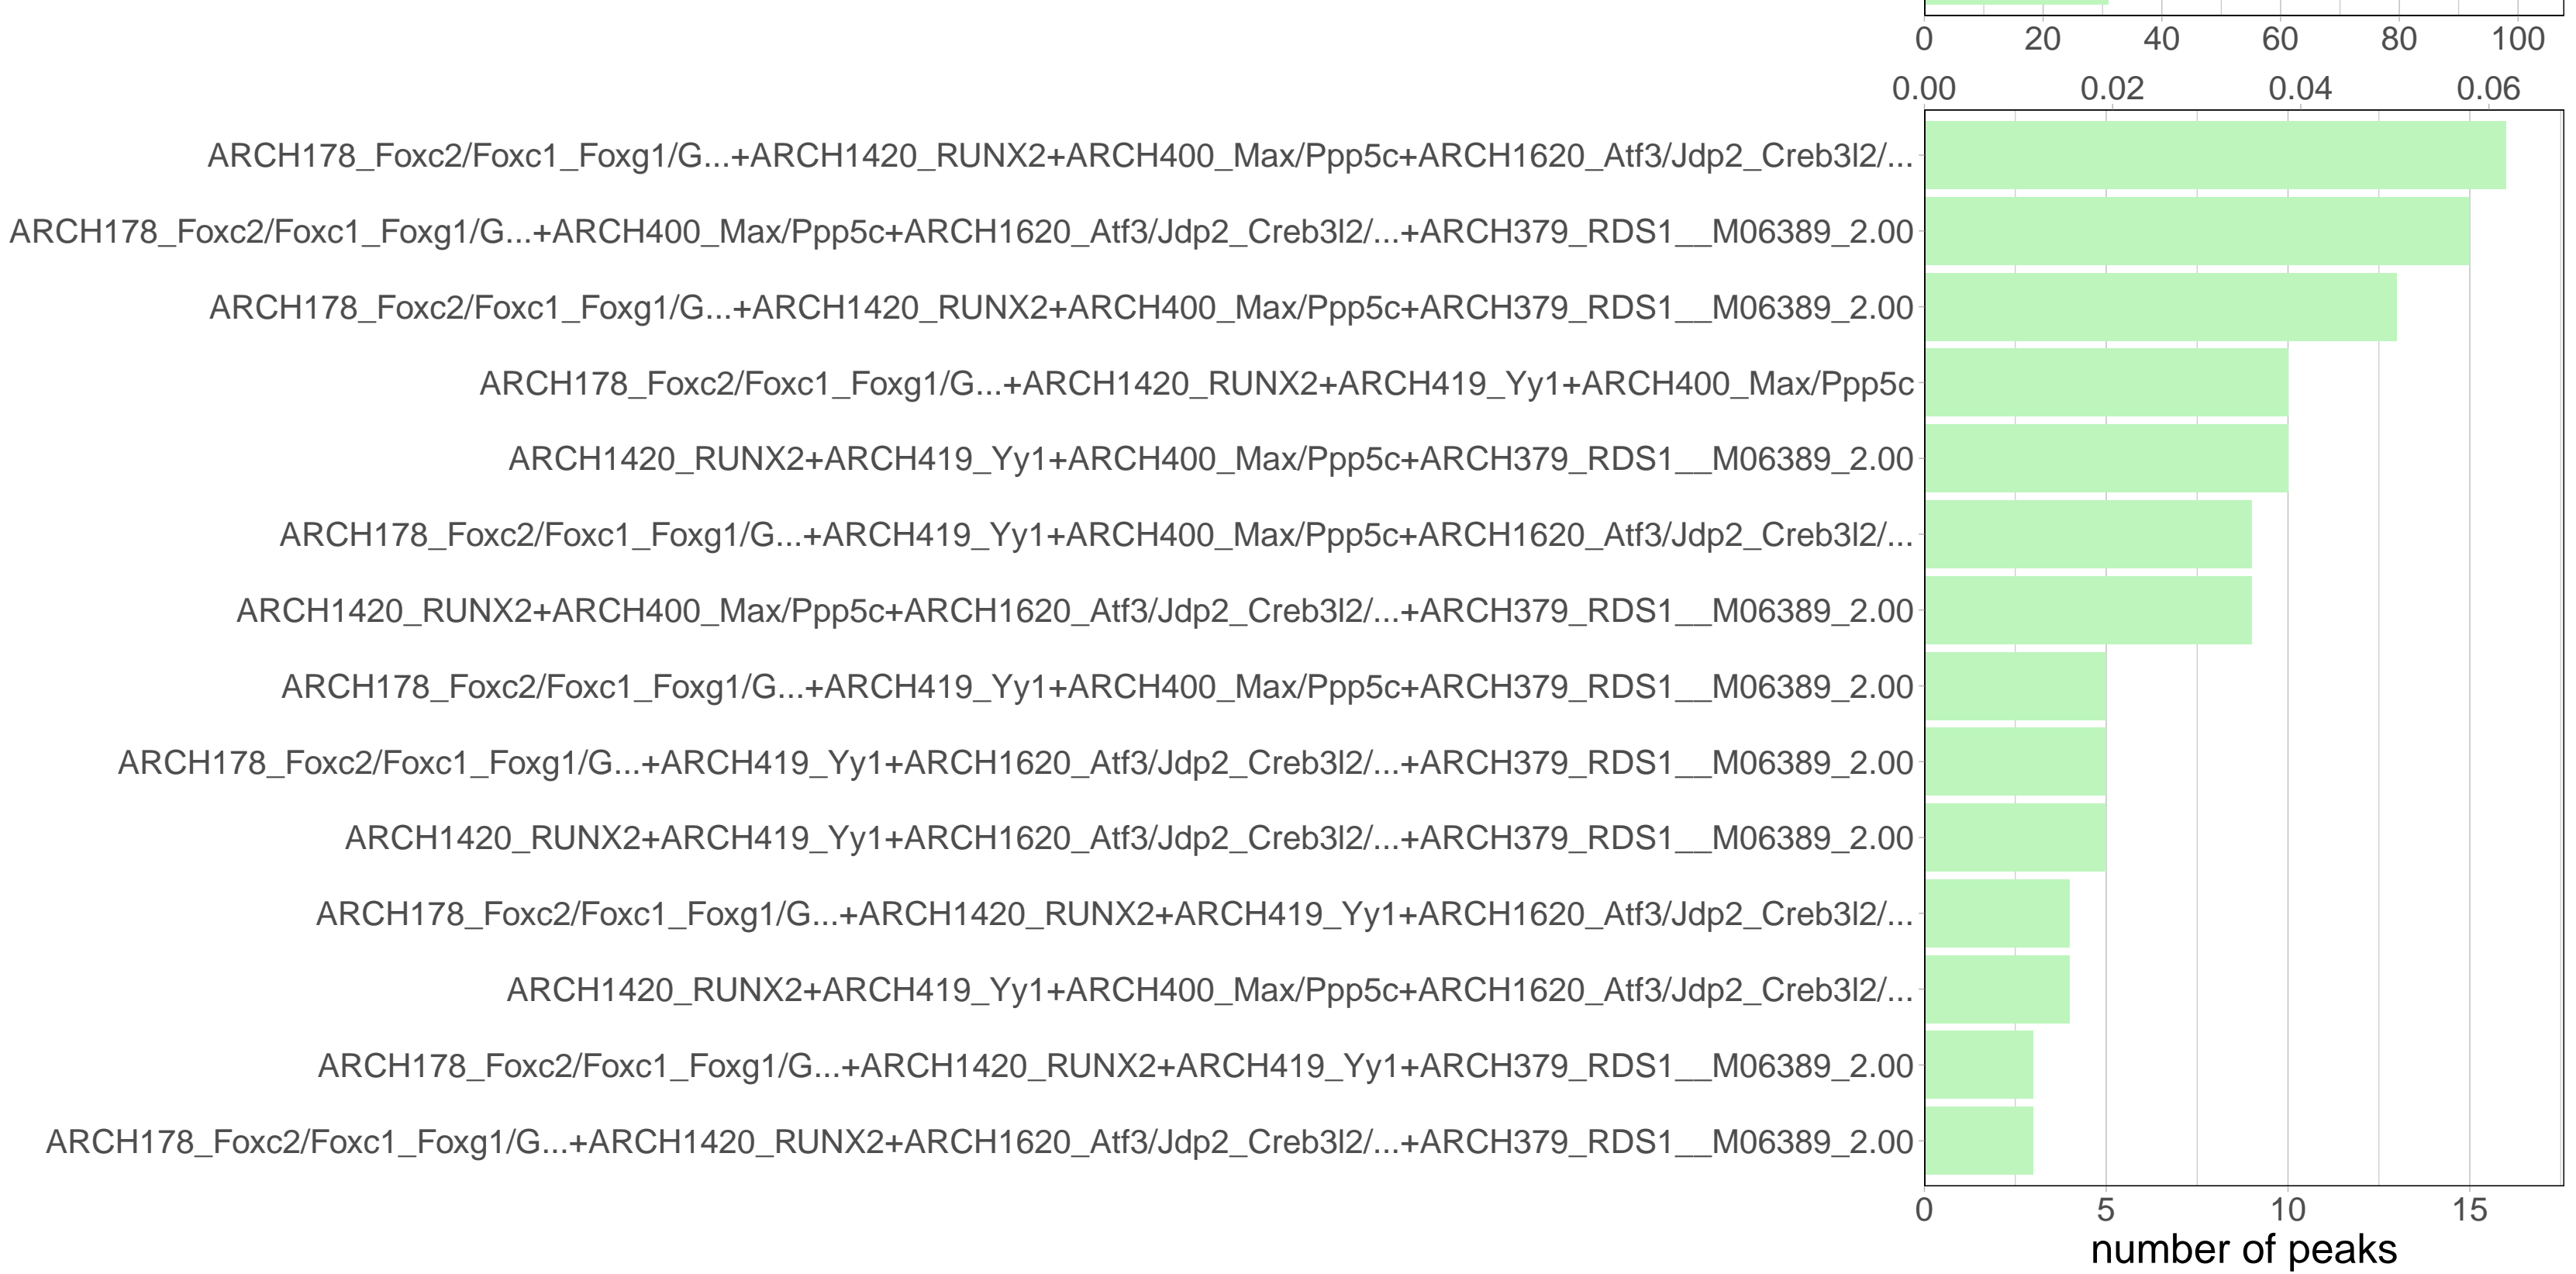 0 20 40 60 80 100
0.00 0.02 0.04 0.06
ARCH178_Foxc2/Foxc1_Foxg1/G...+ARCH1420_RUNX2+ARCH400_Max/Ppp5c+ARCH1620_Atf3/Jdp2_Creb3l2/...
ARCH178_Foxc2/Foxc1_Foxg1/G...+ARCH400_Max/Ppp5c+ARCH1620_Atf3/Jdp2_Creb3l2/...+ARCH379_RDS1__M06389_2.00
ARCH178_Foxc2/Foxc1_Foxg1/G...+ARCH1420_RUNX2+ARCH400_Max/Ppp5c+ARCH379_RDS1__M06389_2.00
ARCH178_Foxc2/Foxc1_Foxg1/G...+ARCH1420_RUNX2+ARCH419_Yy1+ARCH400_Max/Ppp5c
ARCH1420_RUNX2+ARCH419_Yy1+ARCH400_Max/Ppp5c+ARCH379_RDS1__M06389_2.00
ARCH178_Foxc2/Foxc1_Foxg1/G...+ARCH419_Yy1+ARCH400_Max/Ppp5c+ARCH1620_Atf3/Jdp2_Creb3l2/...
ARCH1420_RUNX2+ARCH400_Max/Ppp5c+ARCH1620_Atf3/Jdp2_Creb3l2/...+ARCH379_RDS1__M06389_2.00
ARCH178_Foxc2/Foxc1_Foxg1/G...+ARCH419_Yy1+ARCH400_Max/Ppp5c+ARCH379_RDS1__M06389_2.00
ARCH178_Foxc2/Foxc1_Foxg1/G...+ARCH419_Yy1+ARCH1620_Atf3/Jdp2_Creb3l2/...+ARCH379_RDS1__M06389_2.00
ARCH1420_RUNX2+ARCH419_Yy1+ARCH1620_Atf3/Jdp2_Creb3l2/...+ARCH379_RDS1__M06389_2.00
ARCH178_Foxc2/Foxc1_Foxg1/G...+ARCH1420_RUNX2+ARCH419_Yy1+ARCH1620_Atf3/Jdp2_Creb3l2/...
ARCH1420_RUNX2+ARCH419_Yy1+ARCH400_Max/Ppp5c+ARCH1620_Atf3/Jdp2_Creb3l2/...
ARCH178_Foxc2/Foxc1_Foxg1/G...+ARCH1420_RUNX2+ARCH419_Yy1+ARCH379_RDS1__M06389_2.00
ARCH178_Foxc2/Foxc1_Foxg1/G...+ARCH1420_RUNX2+ARCH1620_Atf3/Jdp2_Creb3l2/...+ARCH379_RDS1__M06389_2.00
0 5 10 15
number of peaks